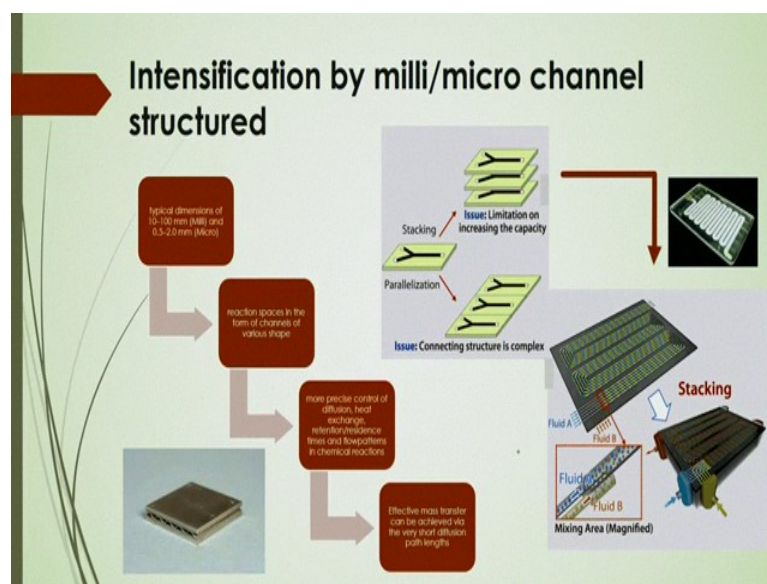 Intensification by milli/micro channel
structured
typical dimensions of
10–100 mm (Milli) and
0.5–2.0 mm (Micro)
reaction spaces in the
form of channels of
various shape
more precise control of
diffusion, heat
exchange,
retention/residence
times and flowpatterns
in chemical reactions
Effective mass transfer
can be achieved via
the very short diffusion
path lengths
Stacking
Issue: Limitation on
increasing the capacity
Parallelization
Issue: Connecting structure is complex
Fluid A
Fluid B
Stacking
Fluid
Fluid B
Mixing Area (Magnified)